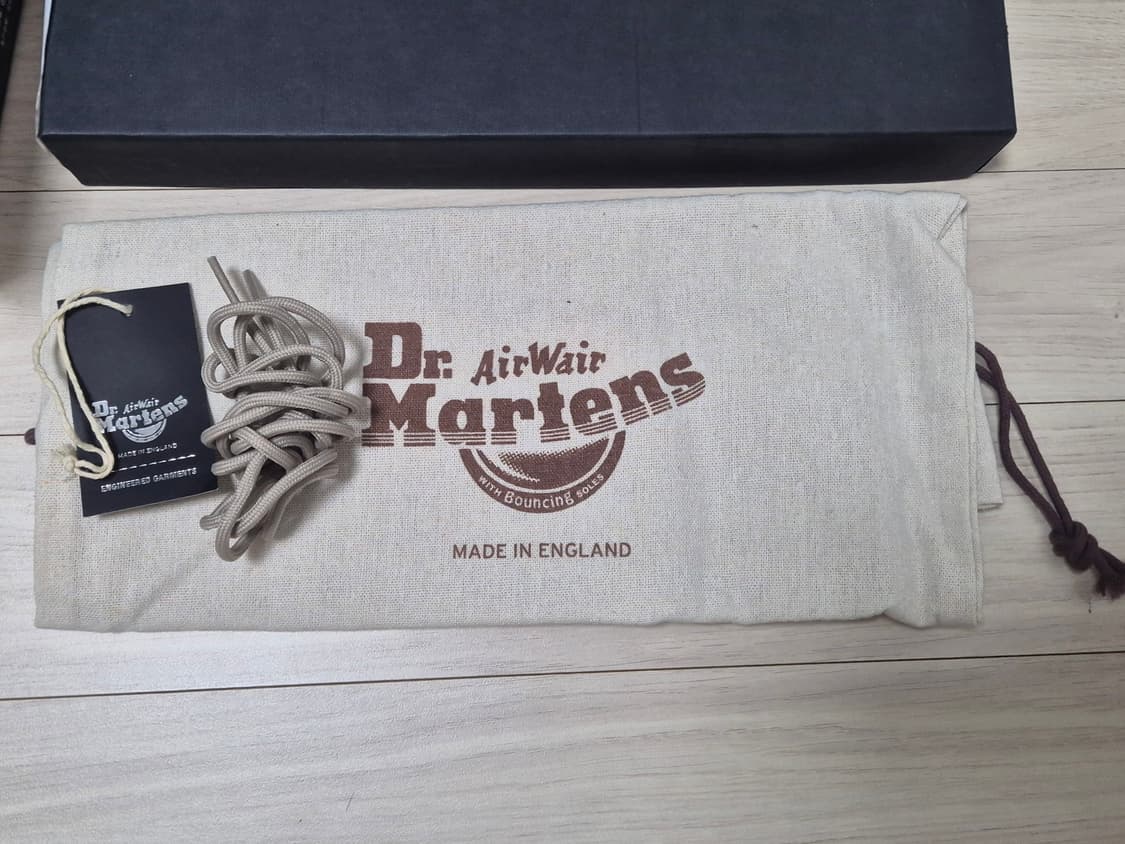 Dr. AirWair
Martens
MADE IN ENGLAND
ENGINEERED GARMENTS
Dr. AirWair
Martens
WITH Bouncing SOLES
MADE IN ENGLAND